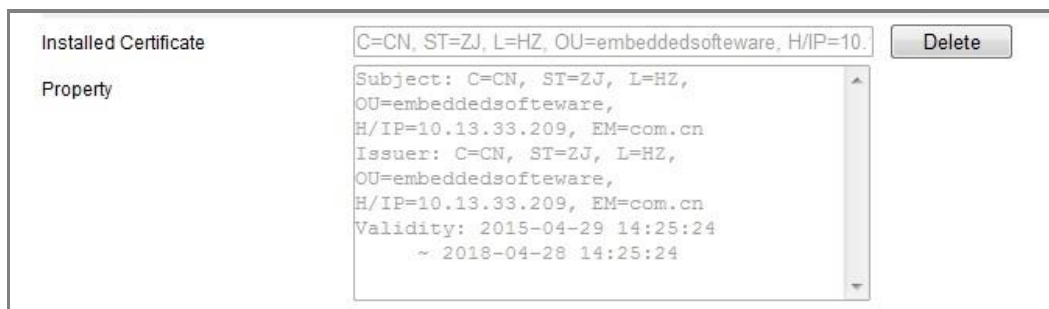 Installed Certificate C=CN, ST=ZJ, L=HZ, OU=embeddedsofteware, H/IP=10. Delete
Property
Subject: C=CN, ST=ZJ, L=HZ,
OU=embeddedsofteware,
H/IP=10.13.33.209, EM=com.cn
Issuer: C=CN, ST=ZJ, L=HZ,
OU=embeddedsofteware,
H/IP=10.13.33.209, EM=com.cn
Validity: 2015-04-29 14:25:24
~ 2018-04-28 14:25:24